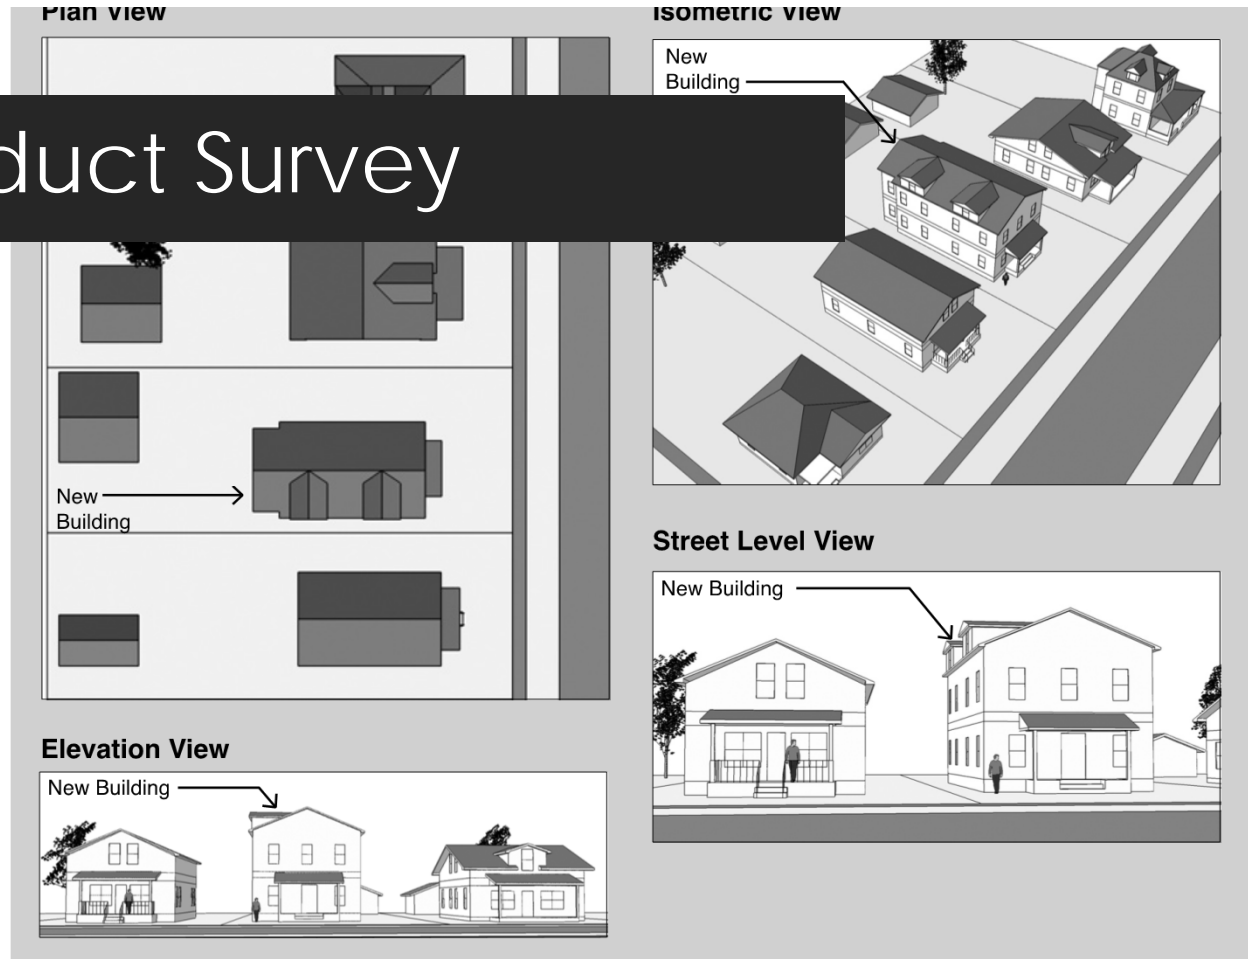 Plan View
Isometric View
New
Building
duct Survey
New
Building
Street Level View
New Building
Elevation View
New Building